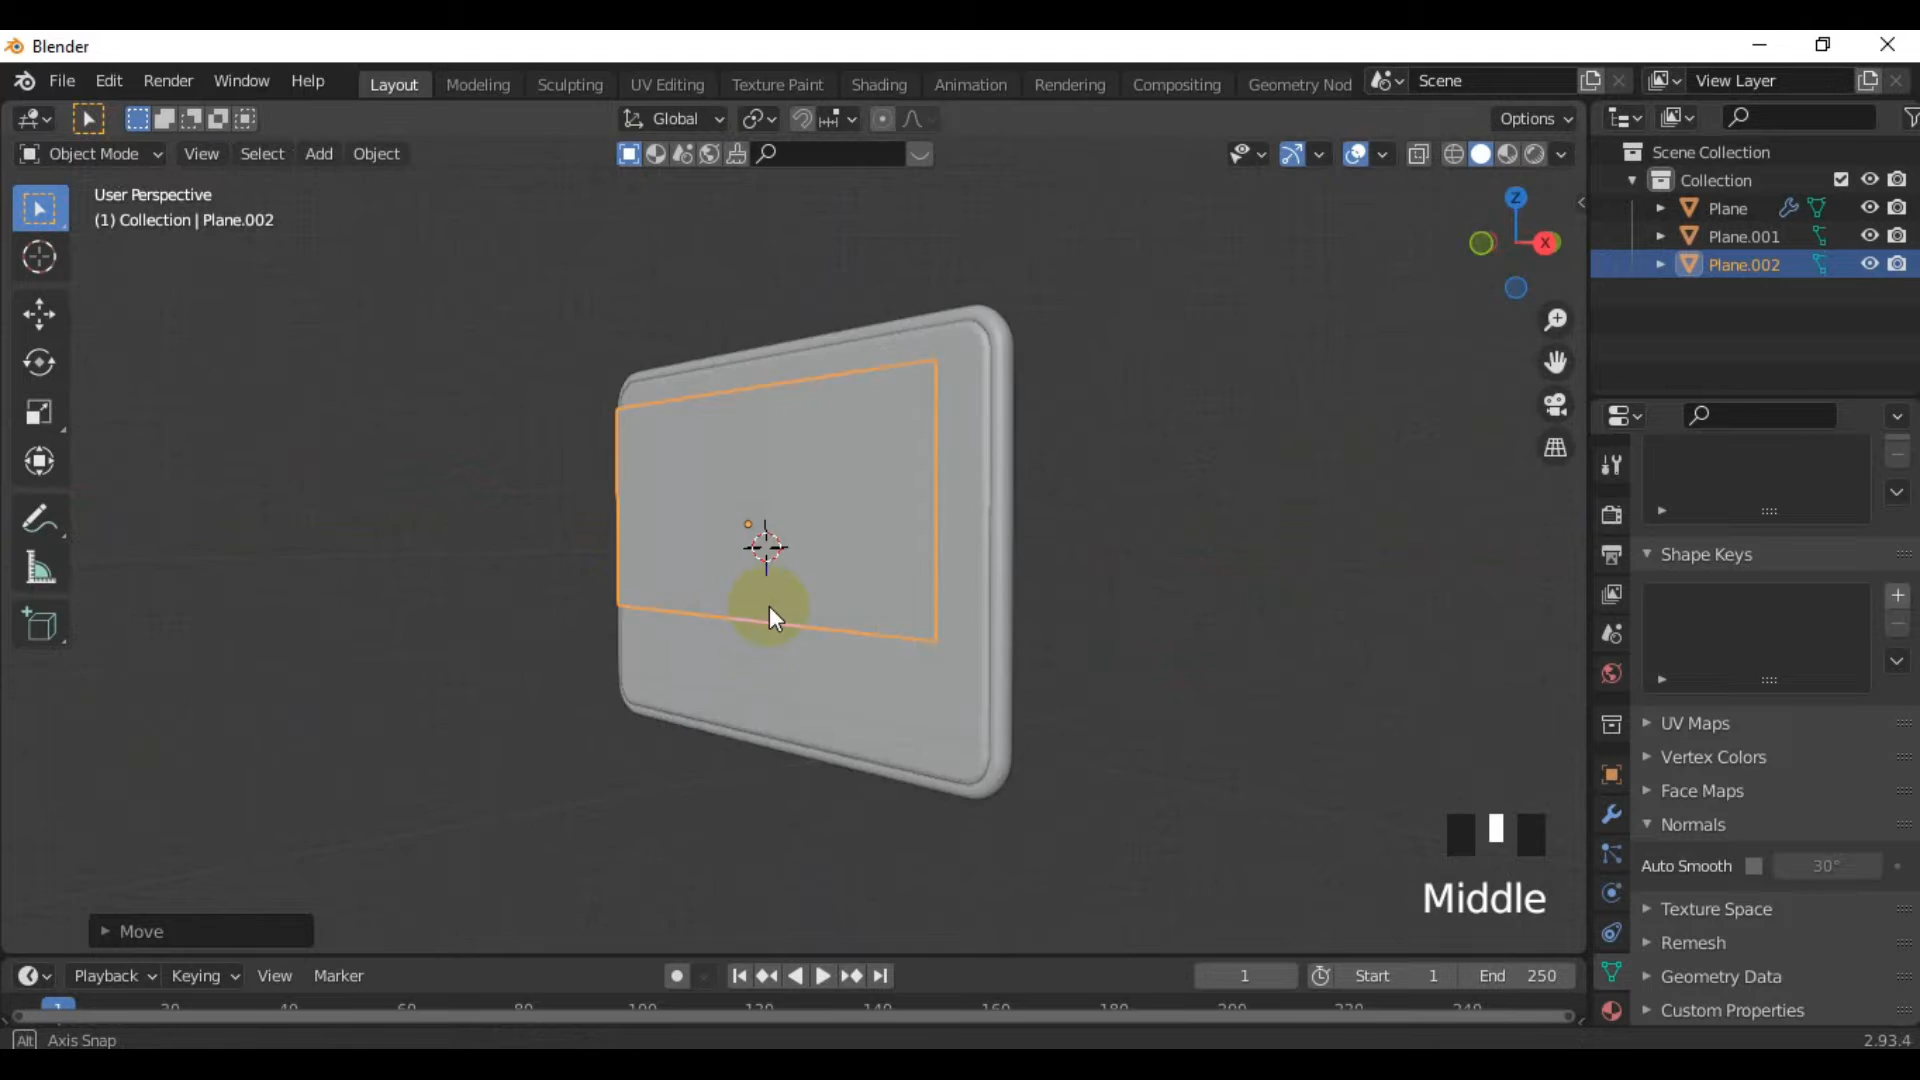 Blender
File Edit Render Window Help Layout Modeling Sculpting UV Editing Texture Paint Shading Animation Rendering Compositing Geometry Nod Scene View Layer
Global Options
Object Mode View Select Add Object
Scene Collection
User Perspective
Collection
(1) Collection | Plane.002
Plane
Plane.001
Plane.002
Z
X
Shape Keys
UV Maps
Vertex Colors
Face Maps
Normals
Auto Smooth 30°
Middle
Texture Space
Move
Remesh
Playback Keying View Marker 1 Start 1 End 250
Geometry Data
1
Custom Properties
Alt Axis Snap 2.93.4